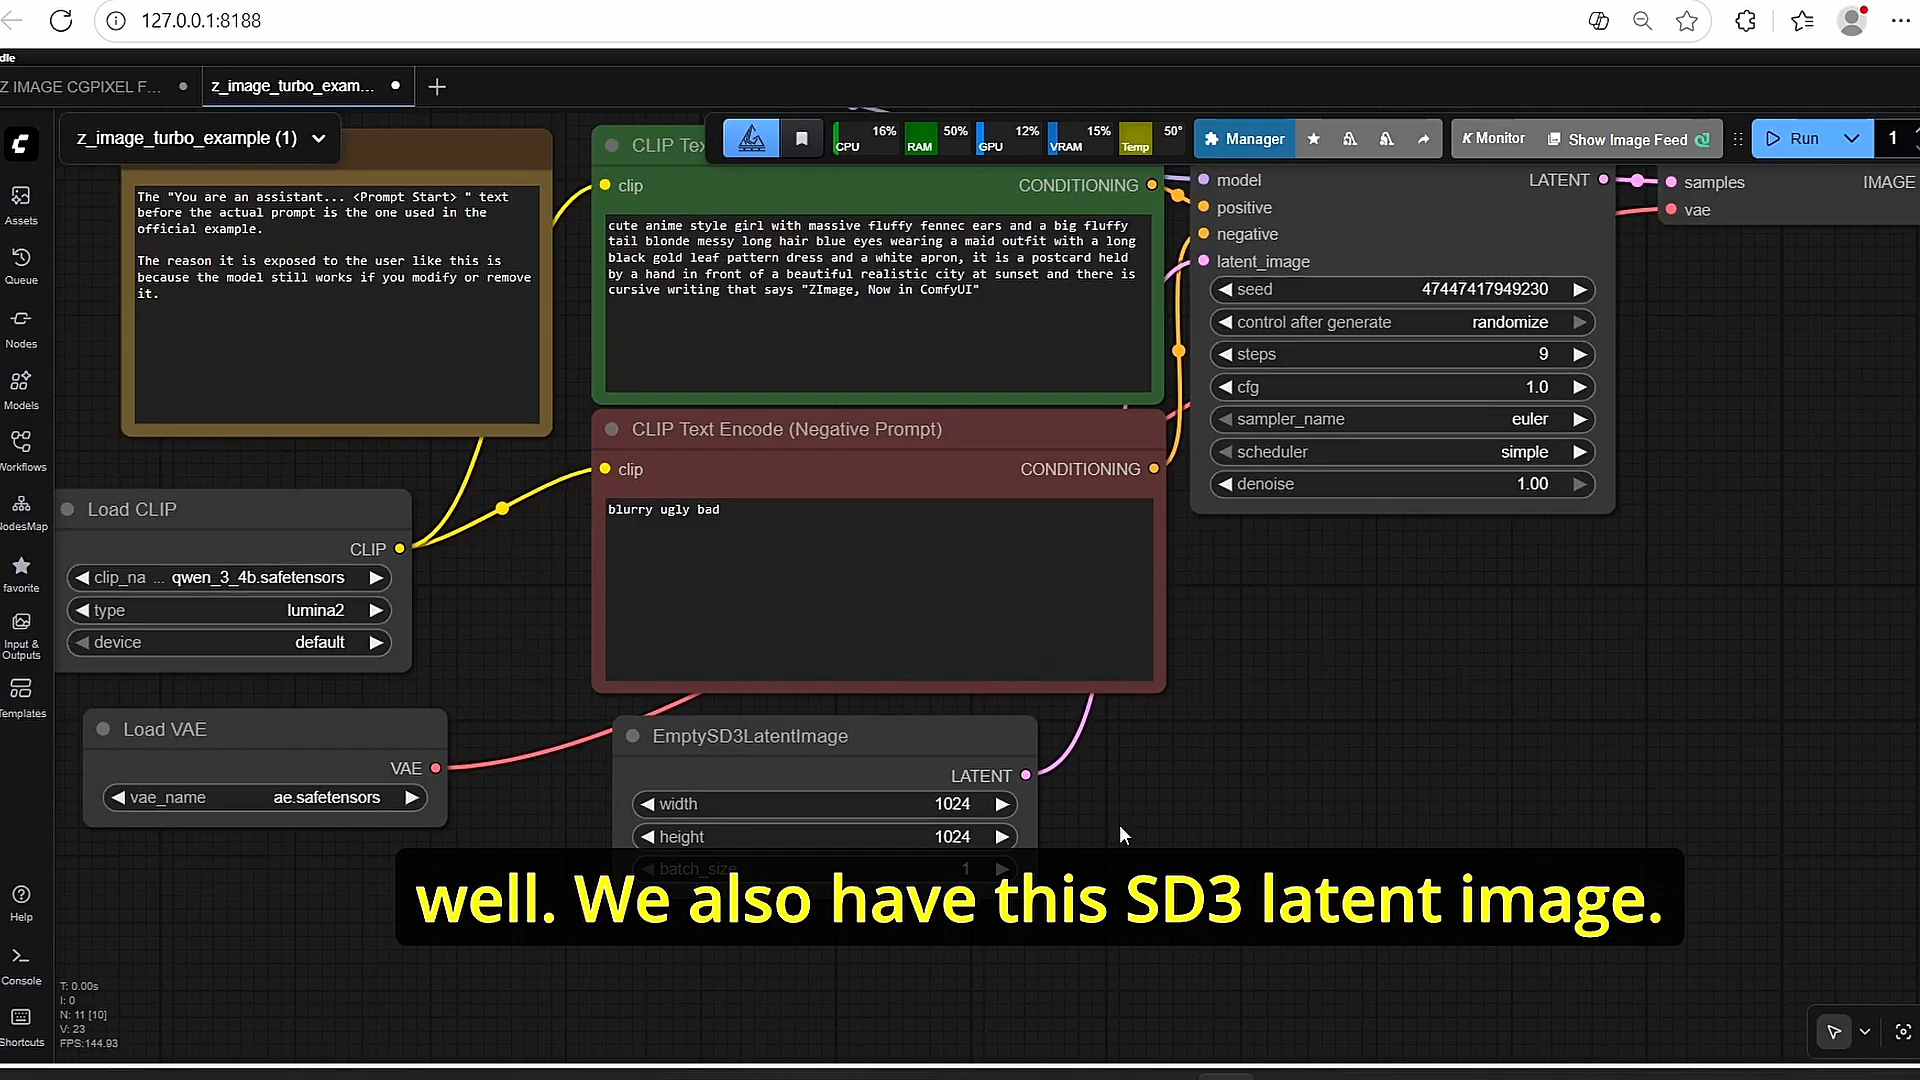 127.0.0.1:8188
dle
Z IMAGE CGPIXEL F...
z_image_turbo_exam...
z_image_turbo_example (1)
CPU 16%
RAM 50%
GPU 12%
VRAM 15%
Temp 50°
Manager
Monitor
Show Image Feed
Run
1
Assets
Queue
Nodes
Models
Workflows
NodesMap
favorite
Input &
Outputs
Templates
Help
Console
Shortcuts
The "You are an assistant... <Prompt Start> " text
before the actual prompt is the one used in the
official example.
The reason it is exposed to the user like this is
because the model still works if you modify or remove
it.
CLIP Tex
clip
CONDITIONING
cute anime style girl with massive fluffy fennec ears and a big fluffy
tail blonde messy long hair blue eyes wearing a maid outfit with a long
black gold leaf pattern dress and a white apron, it is a postcard held
by a hand in front of a beautiful realistic city at sunset and there is
cursive writing that says "ZImage, Now in ComfyUI"
CLIP Text Encode (Negative Prompt)
clip
CONDITIONING
blurry ugly bad
model
LATENT
positive
negative
latent_image
seed 47447417949230
control after generate randomize
steps 9
cfg 1.0
sampler_name euler
scheduler simple
denoise 1.00
samples
IMAGE
vae
Load CLIP
CLIP
clip_na ... qwen_3_4b.safetensors
type lumina2
device default
Load VAE
VAE
vae_name ae.safetensors
EmptySD3LatentImage
LATENT
width 1024
height 1024
batch_size 1
well. We also have this SD3 latent image.
T: 0.00s
I: 0
N: 11 [10]
V: 23
FPS:144.93